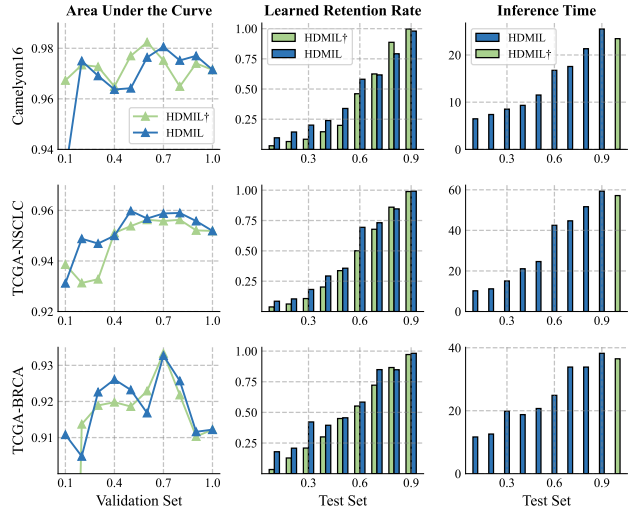 Area Under the Curve
Learned Retention Rate
Inference Time
Camelyon16
0.98
0.96
0.94
0.1 0.4 0.7 1.0
HDMIL†
HDMIL
1.00
0.75
0.50
0.25
0.3 0.6 0.9
HDMIL†
HDMIL
20
10
0
0.3 0.6 0.9
HDMIL
HDMIL†
TCGA-NSCLC
0.96
0.94
0.92
0.1 0.4 0.7 1.0
1.00
0.75
0.50
0.25
0.3 0.6 0.9
60
40
20
0
0.3 0.6 0.9
TCGA-BRCA
0.93
0.92
0.91
0.1 0.4 0.7 1.0
Validation Set
1.00
0.75
0.50
0.25
0.3 0.6 0.9
Test Set
40
20
0
0.3 0.6 0.9
Test Set